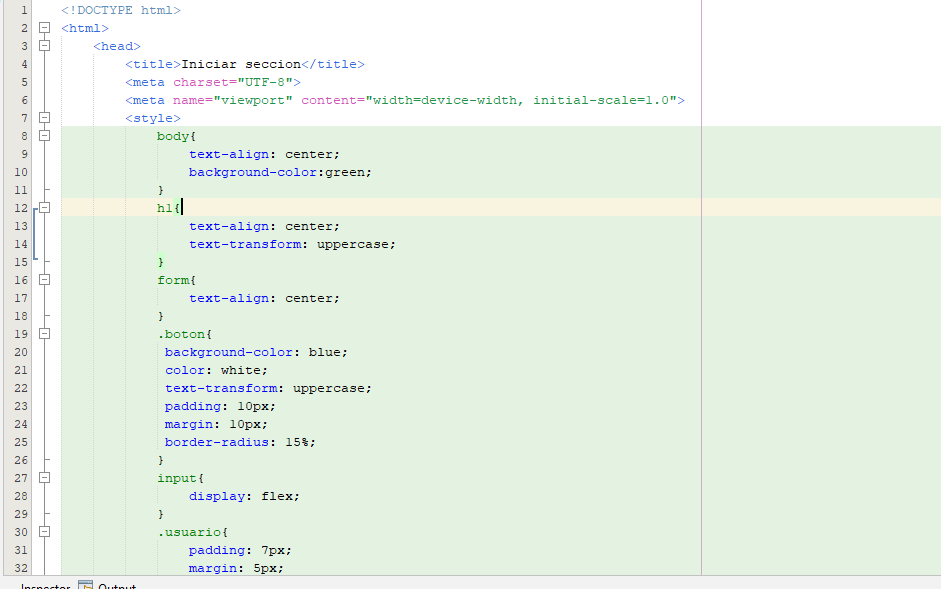 1 <!DOCTYPE html>
2 <html>
3 <head>
4 <title>Iniciar seccion</title>
5 <meta charset="UTF-8">
6 <meta name="viewport" content="width=device-width, initial-scale=1.0">
7 <style>
8 body{
9 text-align: center;
10 background-color:green;
11 }
12 h1{
13 text-align: center;
14 text-transform: uppercase;
15 }
16 form{
17 text-align: center;
18 }
19 .boton{
20 background-color: blue;
21 color: white;
22 text-transform: uppercase;
23 padding: 10px;
24 margin: 10px;
25 border-radius: 15%;
26 }
27 input{
28 display: flex;
29 }
30 .usuario{
31 padding: 7px;
32 margin: 5px;
Inspector Output